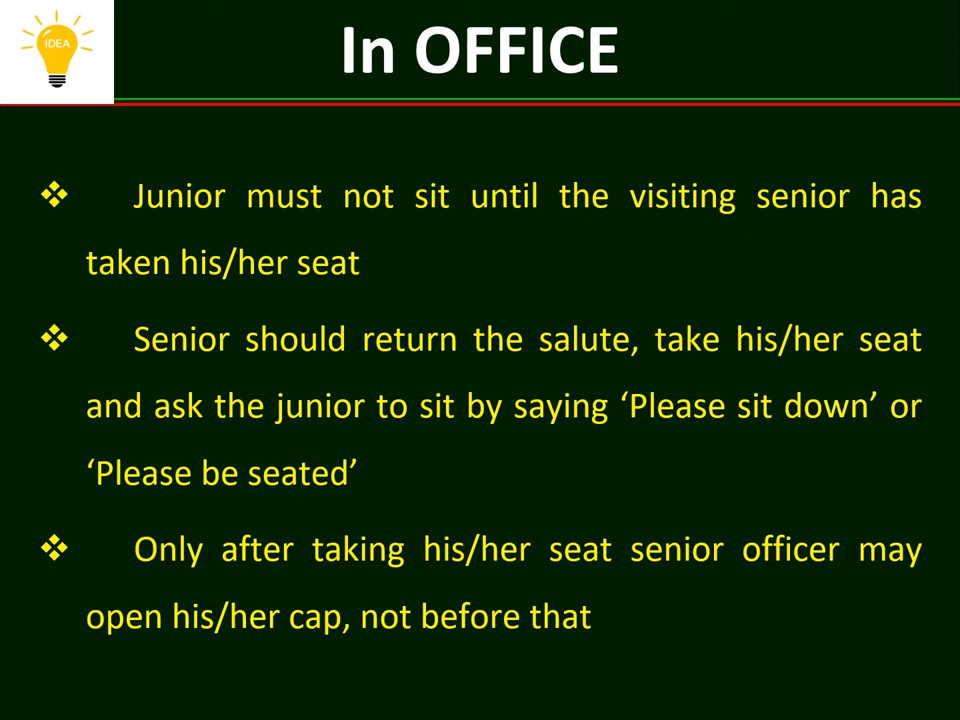 IDEA
In OFFICE
❖ Junior must not sit until the visiting senior has
taken his/her seat
❖ Senior should return the salute, take his/her seat
and ask the junior to sit by saying ‘Please sit down’ or
‘Please be seated’
❖ Only after taking his/her seat senior officer may
open his/her cap, not before that